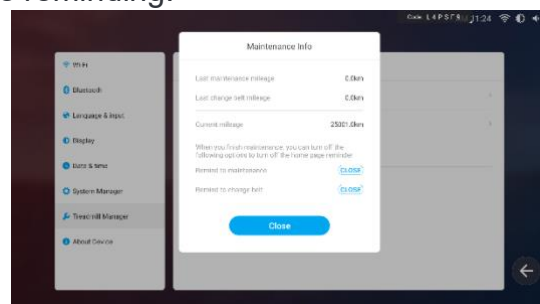 reminding.
11:24
Maintenance Info
Wi-Fi
Last maintenance mileage 0.0km
Bluetooth
Last change belt mileage 0.0km
Language & input
Current mileage 25001.0km
Display
When you finish maintenance, you can turn off the
following options to turn off the home page reminder
Date & time
Remind to maintenance CLOSE
System Manager
Remind to change belt CLOSE
Treadmill Manager
Close
About Device